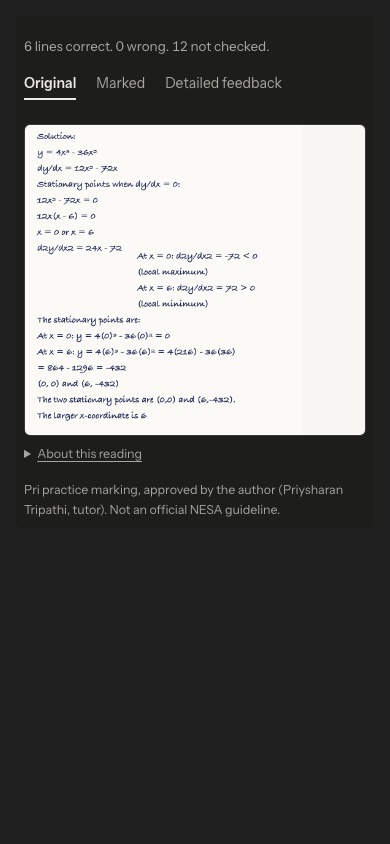 6 lines correct. 0 wrong. 12 not checked.
Original Marked Detailed feedback
Solution:
y = 4x³ - 36x²
dy/dx = 12x² - 72x
Stationary points when dy/dx = 0:
12x² - 72x = 0
12x(x - 6) = 0
x = 0 or x = 6
d2y/dx2 = 24x - 72
At x = 0: d2y/dx2 = -72 < 0
(local maximum)
At x = 6: d2y/dx2 = 72 > 0
(local minimum)
The stationary points are:
At x = 0: y = 4(0)³ - 36(0)² = 0
At x = 6: y = 4(6)³ - 36(6)² = 4(216) - 36(36)
= 864 - 1296 = -432
(0, 0) and (6, -432)
The two stationary points are (0,0) and (6,-432).
The larger x-coordinate is 6
About this reading
Pri practice marking, approved by the author (Priysharan
Tripathi, tutor). Not an official NESA guideline.